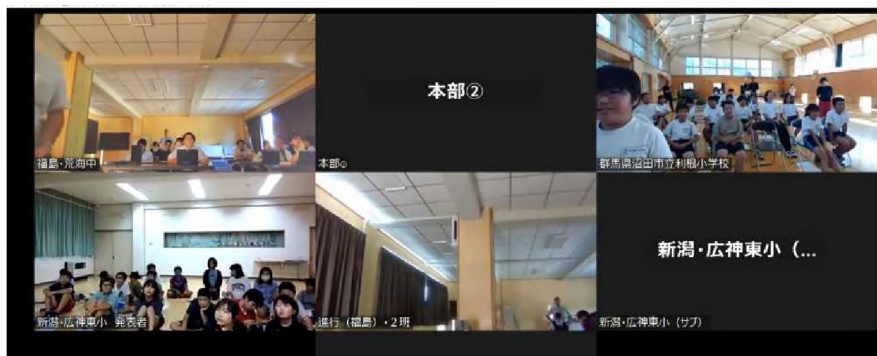 本部②
福島・荒海中
本部②
群馬県沼田市立利根小学校
新潟・広神東小（...
新潟・広神東小 発表者
進行（福島）・２班
新潟・広神東小（サブ）